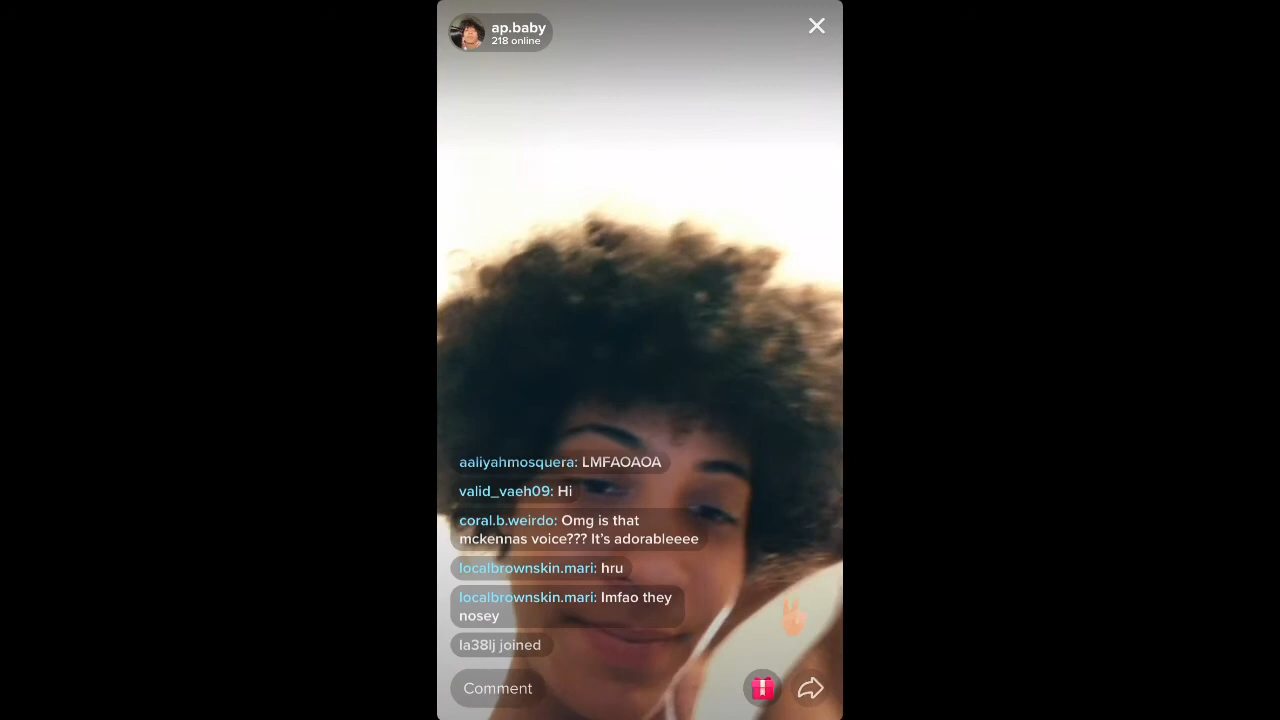 ap.baby
218 online
aaliyahmosquera: LMFAOAOA
valid_vaeh09: Hi
coral.b.weirdo: Omg is that
mckennas voice??? It's adorableeee
localbrownskin.mari: hru
localbrownskin.mari: lmfao they
nosey
la38lj joined
Comment